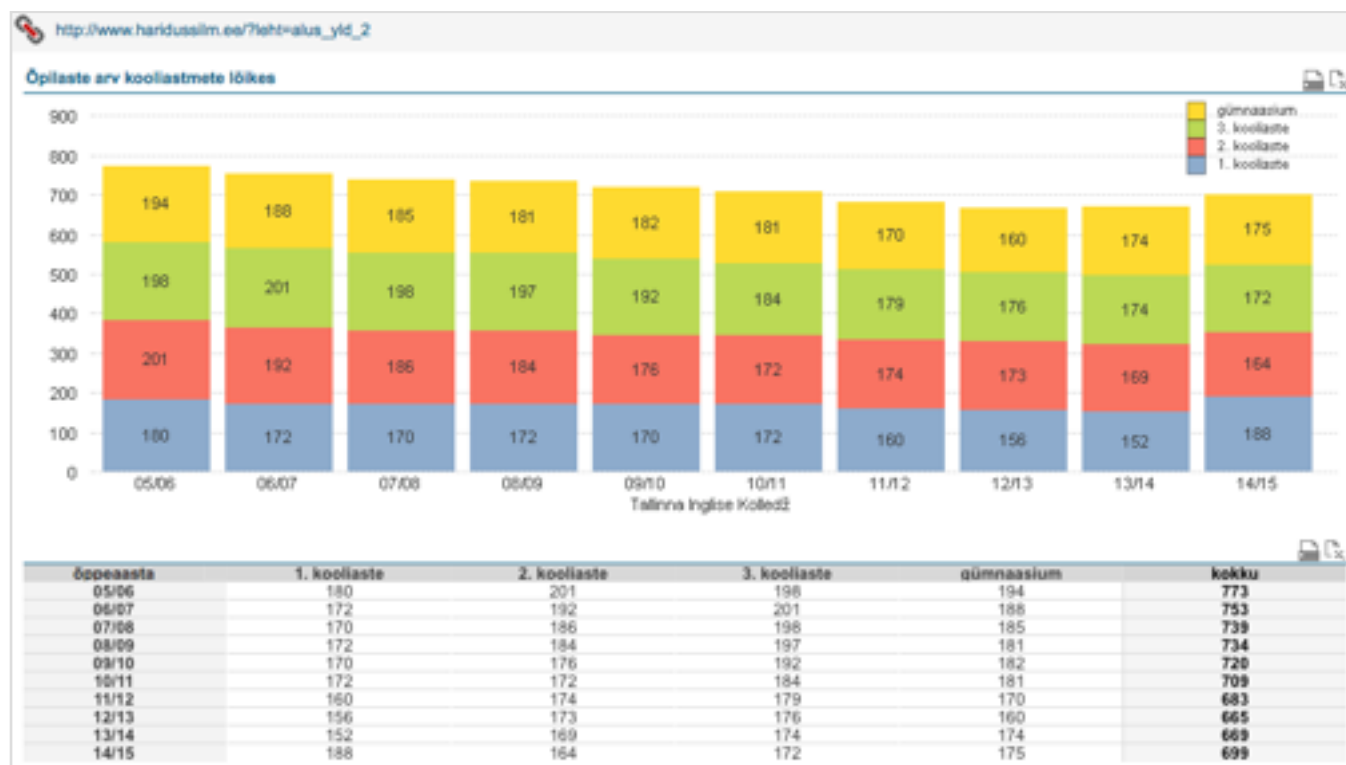 http://www.haridussilm.ee/?leht=alus_yld_2
Õpilaste arv kooliastmete lõikes
gümnaasium
3. kooliaste
2. kooliaste
1. kooliaste
900
800
700
600
500
400
300
200
100
0
194 188 185 181 182 181 170 160 174 175
198 201 198 197 192 184 179 176 174 172
201 192 186 184 176 172 174 173 169 164
180 172 170 172 170 172 160 156 152 188
05/06 06/07 07/08 08/09 09/10 10/11 11/12 12/13 13/14 14/15
Tallinna Inglise Kolledž
õppeaasta 1. kooliaste 2. kooliaste 3. kooliaste gümnaasium kokku
05/06 180 201 198 194 773
06/07 172 192 201 188 753
07/08 170 186 198 185 739
08/09 172 184 197 181 734
09/10 170 176 192 182 720
10/11 172 172 184 181 709
11/12 160 174 179 170 683
12/13 156 173 176 160 665
13/14 152 169 174 174 669
14/15 188 164 172 175 699